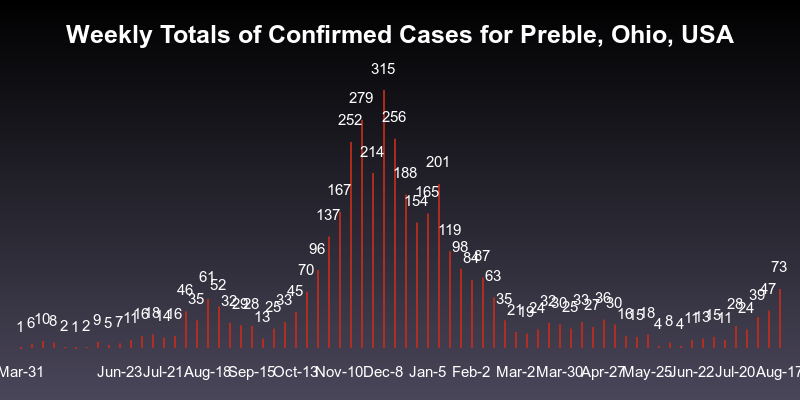 Weekly Totals of Confirmed Cases for Preble, Ohio, USA
315
279
252 256
214
201
188
167 165
154
137
119
96 98
84 87
70 73
61 63
52
46 45 47
35 35 39
32 29 28 33 32 30 33 36 30 28
25 21 19 24 25 27 24
16 18 14 16 13 16 15 18 11 13 15 11
1 6 10 8 2 1 2 9 5 7 11 4 8 4
Mar-31 Jun-23 Jul-21 Aug-18 Sep-15 Oct-13 Nov-10 Dec-8 Jan-5 Feb-2 Mar-2 Mar-30 Apr-27 May-25 Jun-22 Jul-20 Aug-17